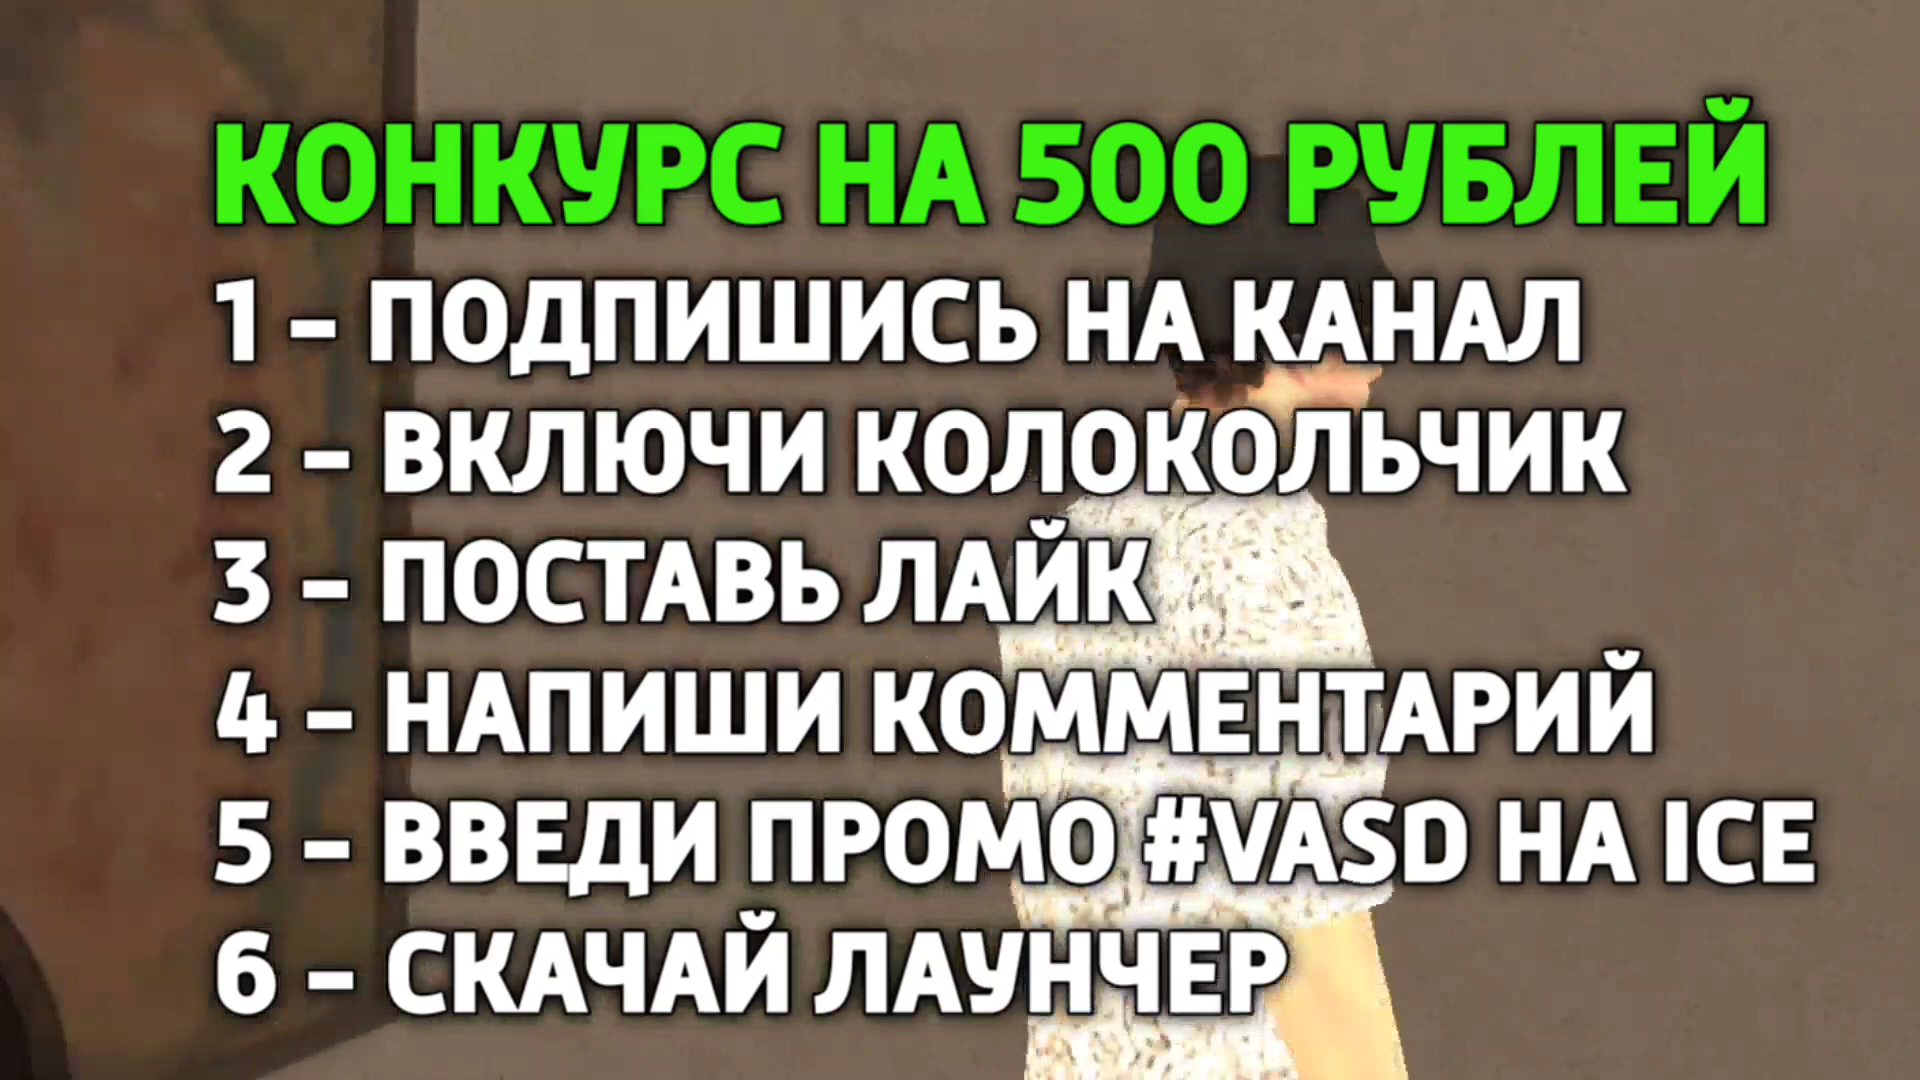 КОНКУРС НА 500 РУБЛЕЙ
1 - ПОДПИШИСЬ НА КАНАЛ
2 - ВКЛЮЧИ КОЛОКОЛЬЧИК
3 - ПОСТАВЬ ЛАЙК
4 - НАПИШИ КОММЕНТАРИЙ
5 - ВВЕДИ ПРОМО #VASD НА ICE
6 - СКАЧАЙ ЛАУНЧЕР